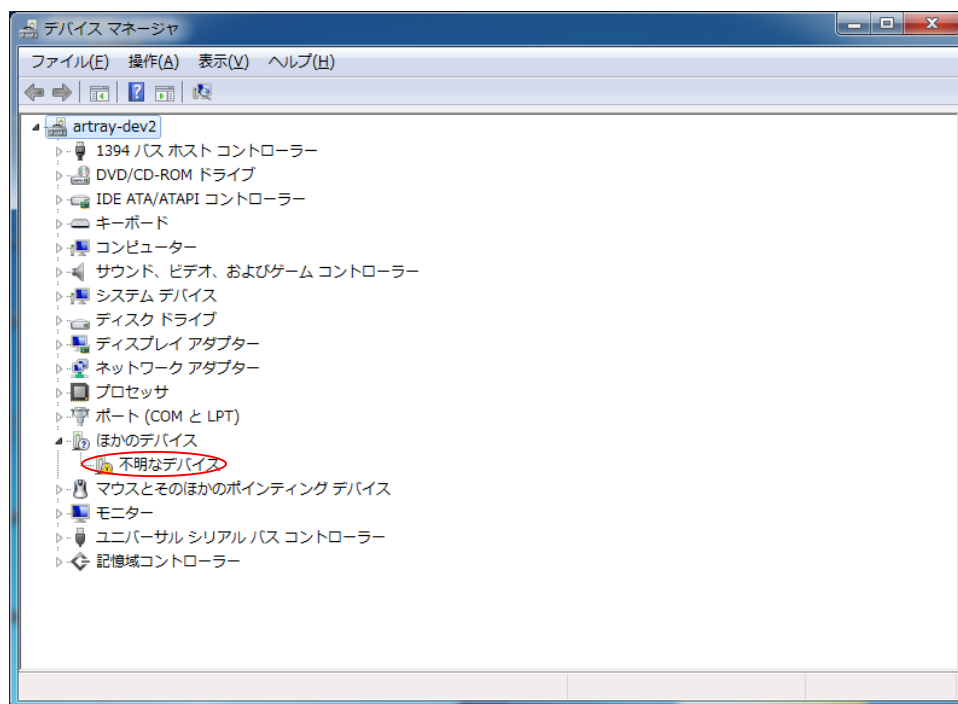 デバイス マネージャ
ファイル(F) 操作(A) 表示(V) ヘルプ(H)
artray-dev2
1394 バス ホスト コントローラー
DVD/CD-ROM ドライブ
IDE ATA/ATAPI コントローラー
キーボード
コンピューター
サウンド、ビデオ、およびゲーム コントローラー
システム デバイス
ディスク ドライブ
ディスプレイ アダプター
ネットワーク アダプター
プロセッサ
ポート (COM と LPT)
ほかのデバイス
不明なデバイス
マウスとそのほかのポインティング デバイス
モニター
ユニバーサル シリアル バス コントローラー
記憶域コントローラー